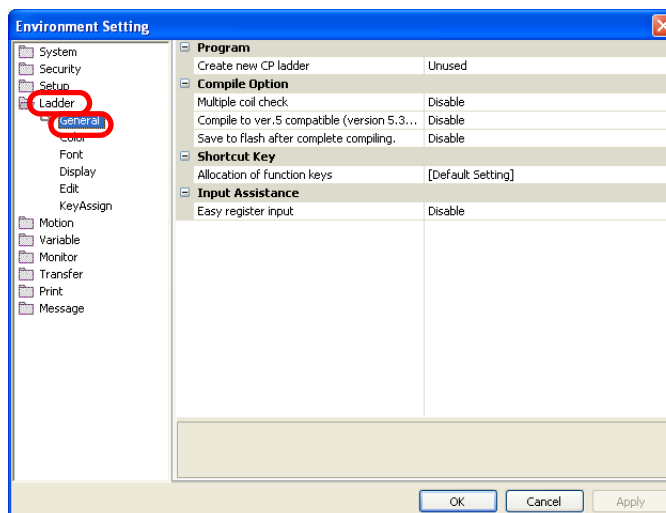 Environment Setting
System
Security
Setup
Ladder
General
Color
Font
Display
Edit
KeyAssign
Motion
Variable
Monitor
Transfer
Print
Message
Program
Create new CP ladder Unused
Compile Option
Multiple coil check Disable
Compile to ver.5 compatible (version 5.3... Disable
Save to flash after complete compiling. Disable
Shortcut Key
Allocation of function keys [Default Setting]
Input Assistance
Easy register input Disable
OK Cancel Apply